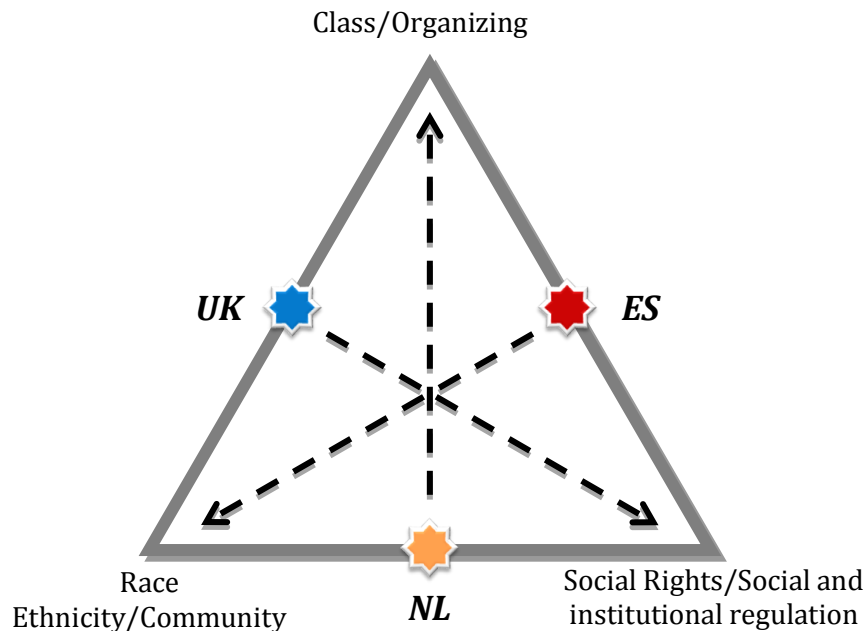 Class/Organizing
UK
ES
Race
Ethnicity/Community
NL
Social Rights/Social and
institutional regulation